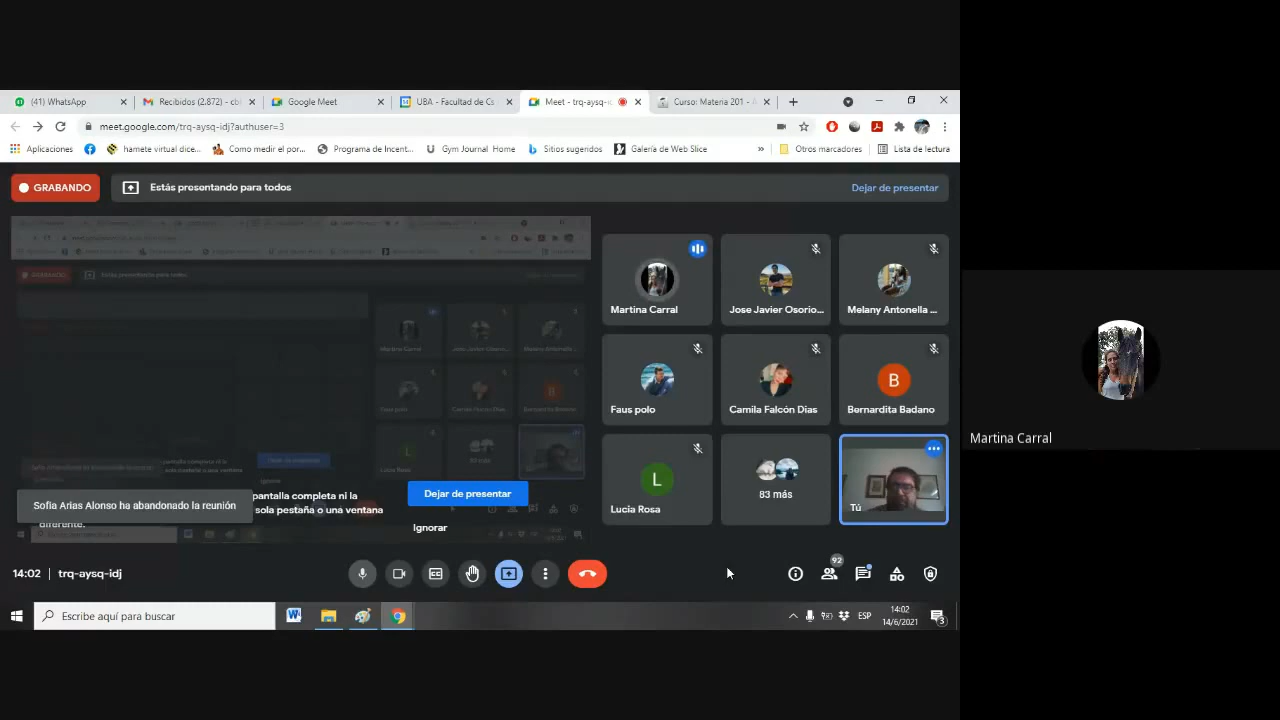 (41) WhatsApp
Recibidos (2.872) - cb
Google Meet
UBA - Facultad de Cs
Meet - trq-aysq-id
Curso: Materia 201 - A
meet.google.com/trq-aysq-idj?authuser=3
Aplicaciones
hamete virtual dice...
Como medir el por...
Programa de Incent...
Gym Journal Home
Sitios sugeridos
Galería de Web Slice
»
Otros marcadores
Lista de lectura
GRABANDO
Estás presentando para todos
Dejar de presentar
Martina Carral
Jose Javier Osorio...
Melany Antonella ...
Faus polo
Camila Falcón Dias
B
Bernardita Badano
L
Lucia Rosa
83 más
Tú
Martina Carral
Sofia Arias Alonso ha abandonado la reunión
pantalla completa ni la
sola pestaña o una ventana
diferente.
Dejar de presentar
Ignorar
14:02 | trq-aysq-idj
92
Escribe aquí para buscar
ESP
14:02
14/6/2021
3